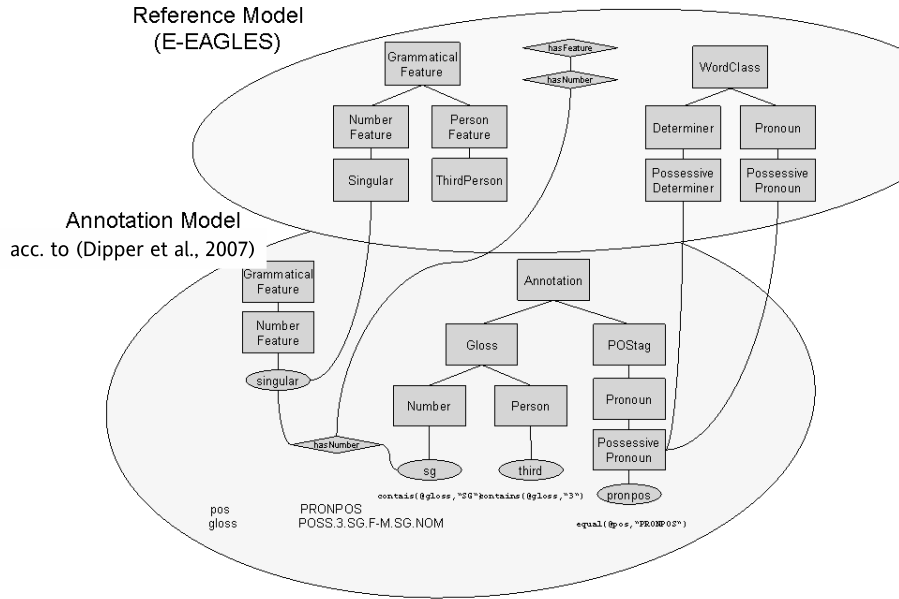 Reference Model
(E-EAGLES)
Grammatical
Feature
hasFeature
hasNumber
WordClass
Number
Feature
Person
Feature
Determiner
Pronoun
Singular
ThirdPerson
Possessive
Determiner
Possessive
Pronoun
Annotation Model
acc. to (Dipper et al., 2007)
Grammatical
Feature
Annotation
Number
Feature
Gloss
POStag
singular
Number
Person
Pronoun
hasNumber
Possessive
Pronoun
sg
third
pronpos
contais(@gloss,"SG")contains(@gloss,"3")
pos PRONPOS
gloss POSS.3.SG.F-M.SG.NOM
equal(@pos,"PRONPOS")